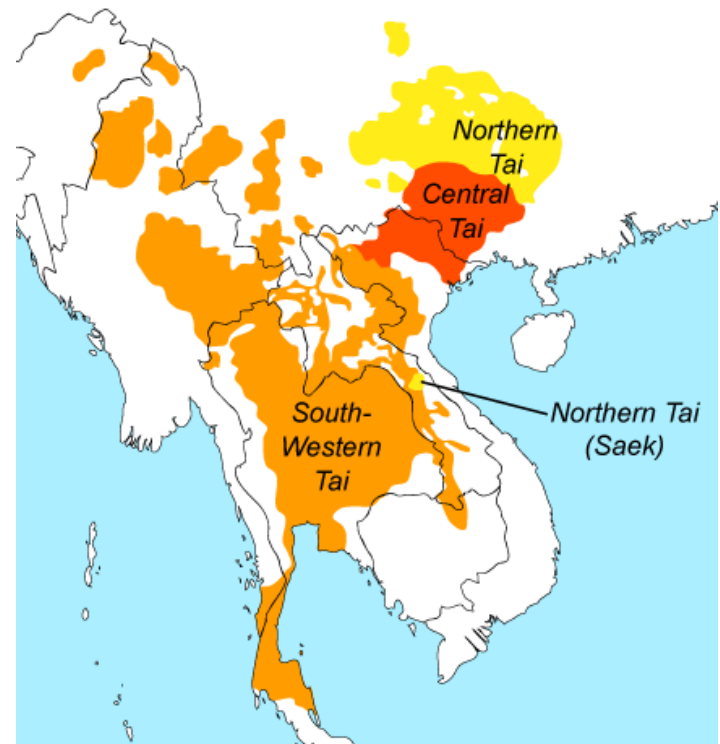 Northern
Tai
Central
Tai
South-
Western
Tai
Northern Tai
(Saek)